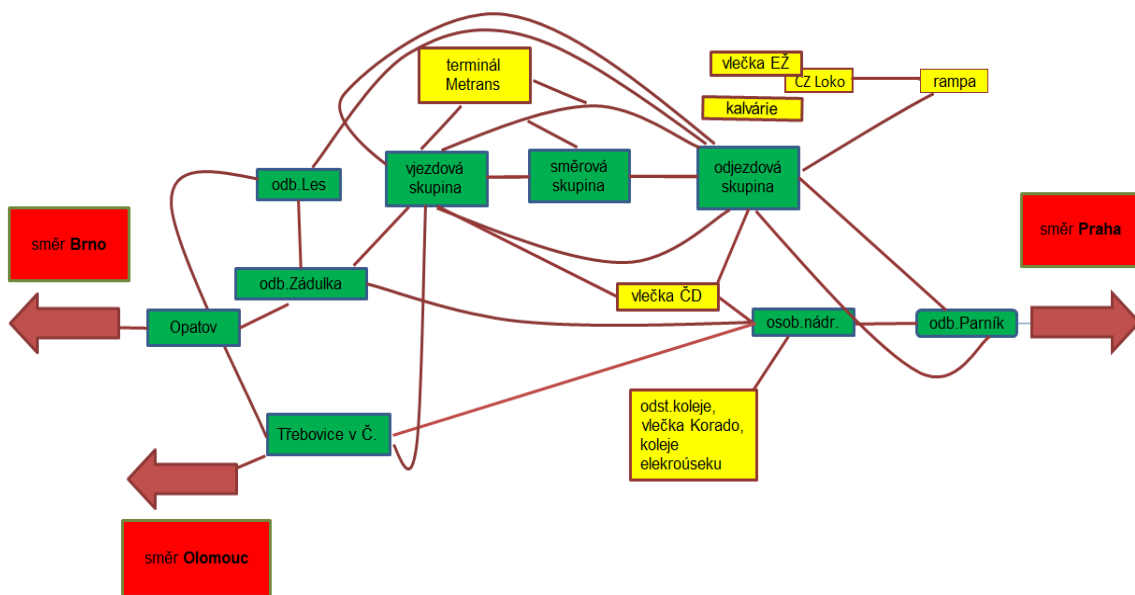 terminál
Metrans
vlečka EŽ
CZ Loko
rampa
kalvárie
vjezdová
skupina
směrová
skupina
odjezdová
skupina
odb.Les
směr Brno
směr Praha
odb.Zádulka
vlečka ČD
Opatov
osob.nádr.
odb.Parník
odst.koleje,
vlečka Korado,
koleje
elekroúseku
Třebovice v Č.
směr Olomouc